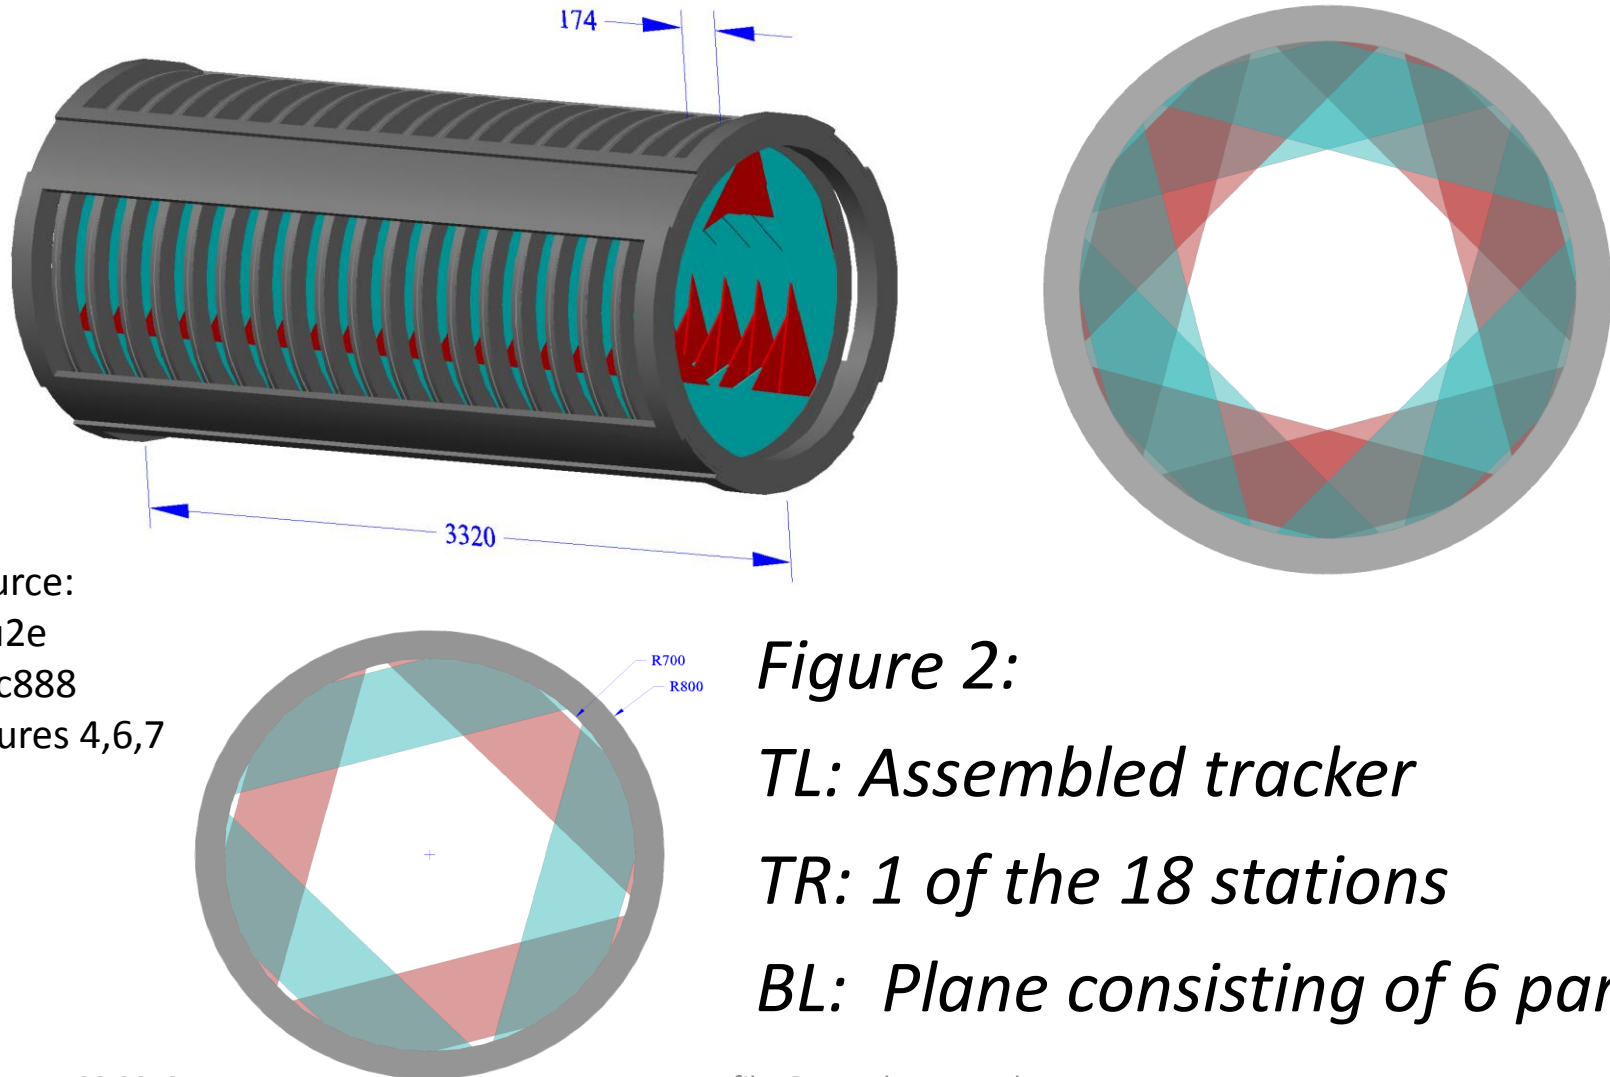 174
3320
urce:
2e
c888
ures 4,6,7
R700
R800
Figure 2:
TL: Assembled tracker
TR: 1 of the 18 stations
BL: Plane consisting of 6 par